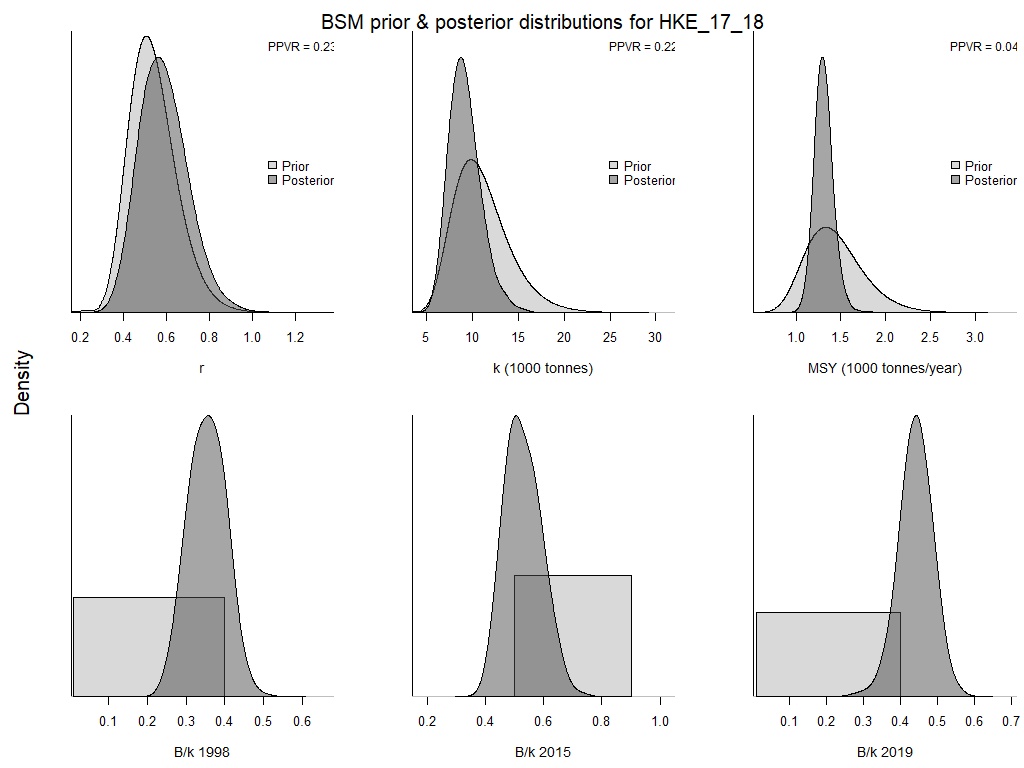 BSM prior & posterior distributions for HKE_17_18
PPVR = 0.23
Prior
Posterior
0.2 0.4 0.6 0.8 1.0 1.2
r
PPVR = 0.22
Prior
Posterior
5 10 15 20 25 30
k (1000 tonnes)
PPVR = 0.04
Prior
Posterior
1.0 1.5 2.0 2.5 3.0
MSY (1000 tonnes/year)
Density
0.1 0.2 0.3 0.4 0.5 0.6
B/k 1998
0.2 0.4 0.6 0.8 1.0
B/k 2015
0.1 0.2 0.3 0.4 0.5 0.6 0.7
B/k 2019